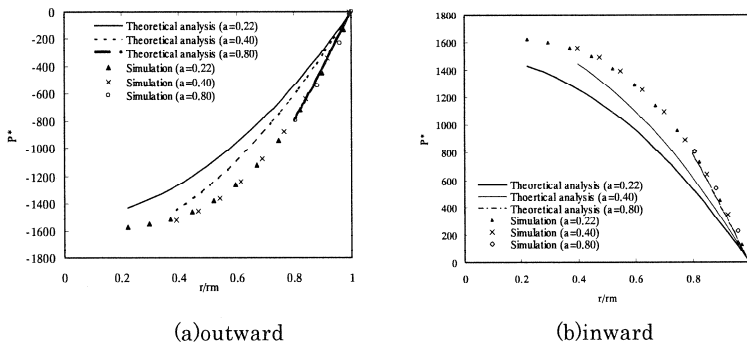 0
-200
-400
-600
-800
-1000
-1200
-1400
-1600
-1800
P*
Theoretical analysis (a=0.22)
Theoretical analysis (a=0.40)
Theoretical analysis (a=0.80)
Simulation (a=0.22)
Simulation (a=0.40)
Simulation (a=0.80)
0 0.2 0.4 0.6 0.8 1
r/rm
(a)outward
1800
1600
1400
1200
1000
800
600
400
200
0
P*
Theoretical analysis (a=0.22)
Thoertical analysis (a=0.40)
Theoretical analysis (a=0.80)
Simulation (a=0.22)
Simulation (a=0.40)
Simulation (a=0.80)
0 0.2 0.4 0.6 0.8
r/rm
(b)inward